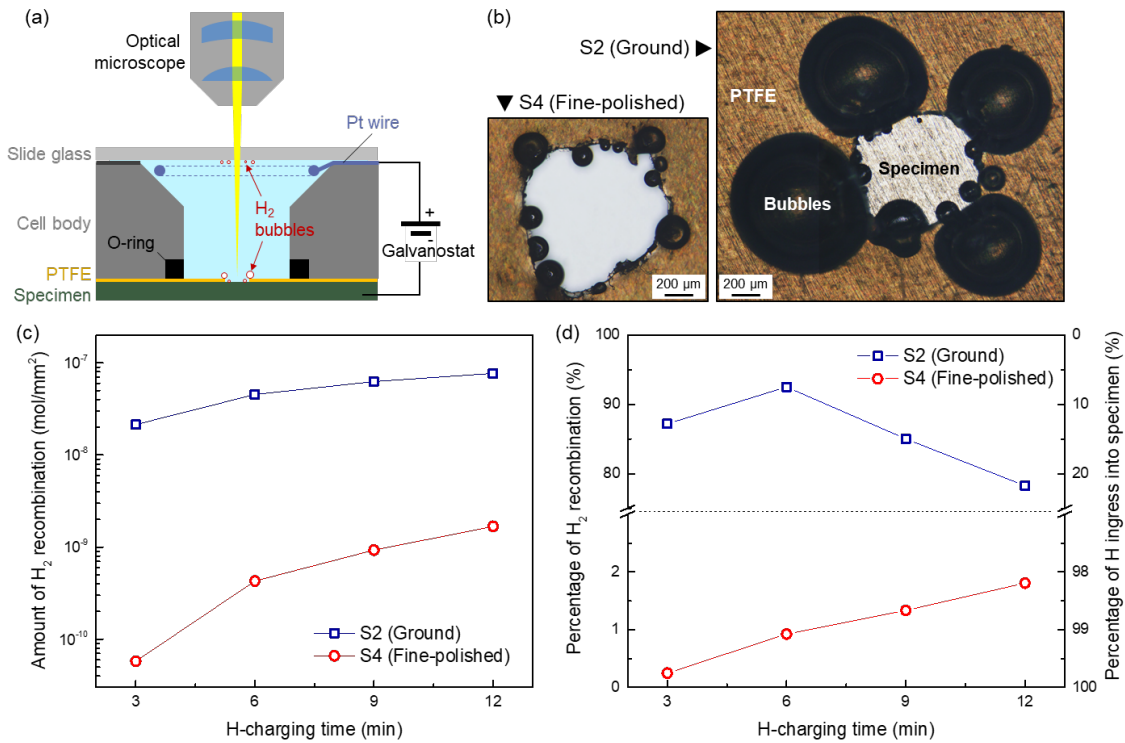 (a)
Optical
microscope
Pt wire
Slide glass
Cell body
H₂
bubbles
+
-
Galvanostat
O-ring
PTFE
Specimen
(b)
S2 (Ground) ▶
▼ S4 (Fine-polished)
PTFE
Specimen
Bubbles
200 µm
200 µm
(c)
Amount of H₂ recombination (mol/mm²)
10⁻⁷
10⁻⁸
10⁻⁹
10⁻¹⁰
S2 (Ground)
S4 (Fine-polished)
3 6 9 12
H-charging time (min)
(d)
Percentage of H₂ recombination (%)
100
90
80
2
1
0
S2 (Ground)
S4 (Fine-polished)
0
10
20
98
99
100
Percentage of H ingress into specimen (%)
3 6 9 12
H-charging time (min)